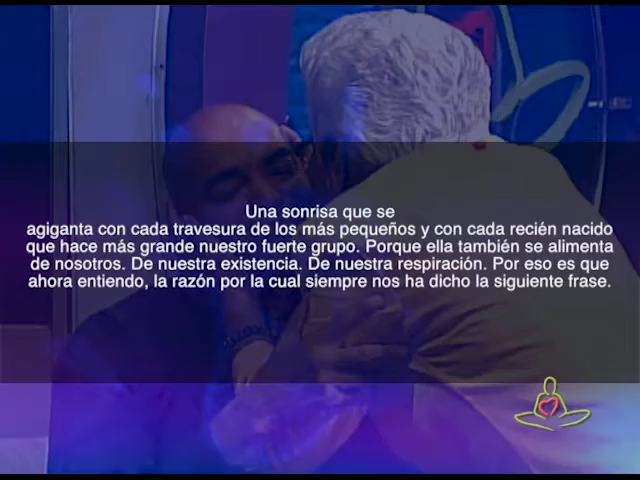 Una sonrisa que se
agiganta con cada travesura de los más pequeños y con cada recién nacido
que hace más grande nuestro fuerte grupo. Porque ella también se alimenta
de nosotros. De nuestra existencia. De nuestra respiración. Por eso es que
ahora entiendo, la razón por la cual siempre nos ha dicho la siguiente frase.